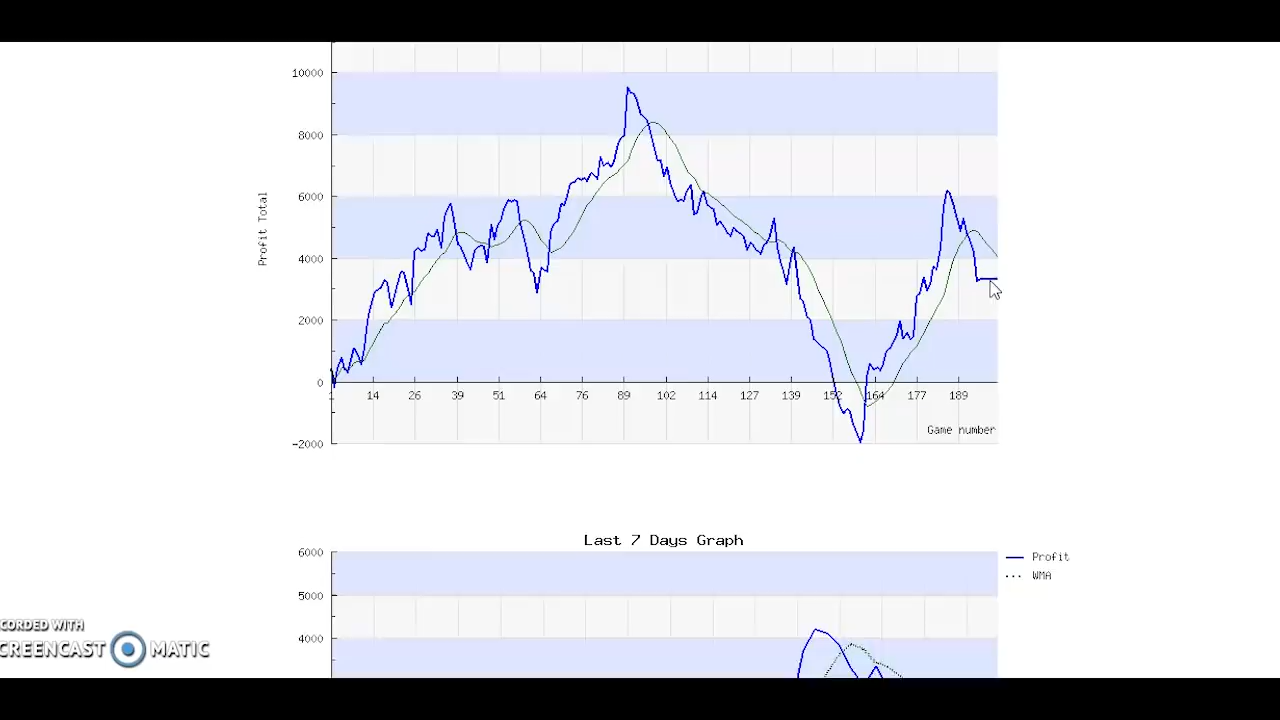 10000
8000
6000
4000
2000
0
-2000
Profit Total
1 14 26 39 51 64 76 89 102 114 127 139 152 164 177 189
Game number
Last 7 Days Graph
6000
5000
4000
Profit
WMA
CORDED WITH
CREENCAST MATIC